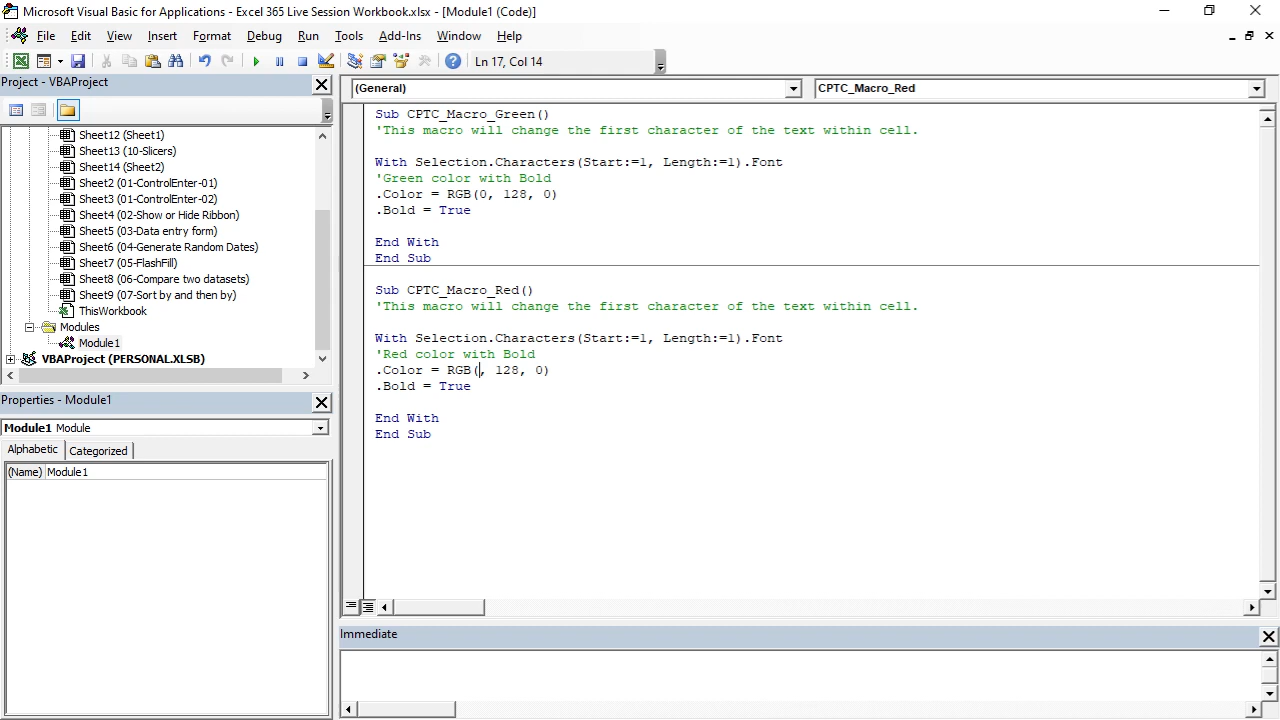 Microsoft Visual Basic for Applications - Excel 365 Live Session Workbook.xlsx - [Module1 (Code)]
File Edit View Insert Format Debug Run Tools Add-Ins Window Help
Ln 17, Col 14
Project - VBAProject
Sheet12 (Sheet1)
Sheet13 (10-Slicers)
Sheet14 (Sheet2)
Sheet2 (01-ControlEnter-01)
Sheet3 (01-ControlEnter-02)
Sheet4 (02-Show or Hide Ribbon)
Sheet5 (03-Data entry form)
Sheet6 (04-Generate Random Dates)
Sheet7 (05-FlashFill)
Sheet8 (06-Compare two datasets)
Sheet9 (07-Sort by and then by)
ThisWorkbook
Modules
Module1
VBAProject (PERSONAL.XLSB)
Properties - Module1
Module1 Module
Alphabetic Categorized
(Name) Module1
(General) CPTC_Macro_Red
Sub CPTC_Macro_Green()
'This macro will change the first character of the text within cell.
With Selection.Characters(Start:=1, Length:=1).Font
'Green color with Bold
.Color = RGB(0, 128, 0)
.Bold = True
End With
End Sub
Sub CPTC_Macro_Red()
'This macro will change the first character of the text within cell.
With Selection.Characters(Start:=1, Length:=1).Font
'Red color with Bold
.Color = RGB(, 128, 0)
.Bold = True
End With
End Sub
Immediate